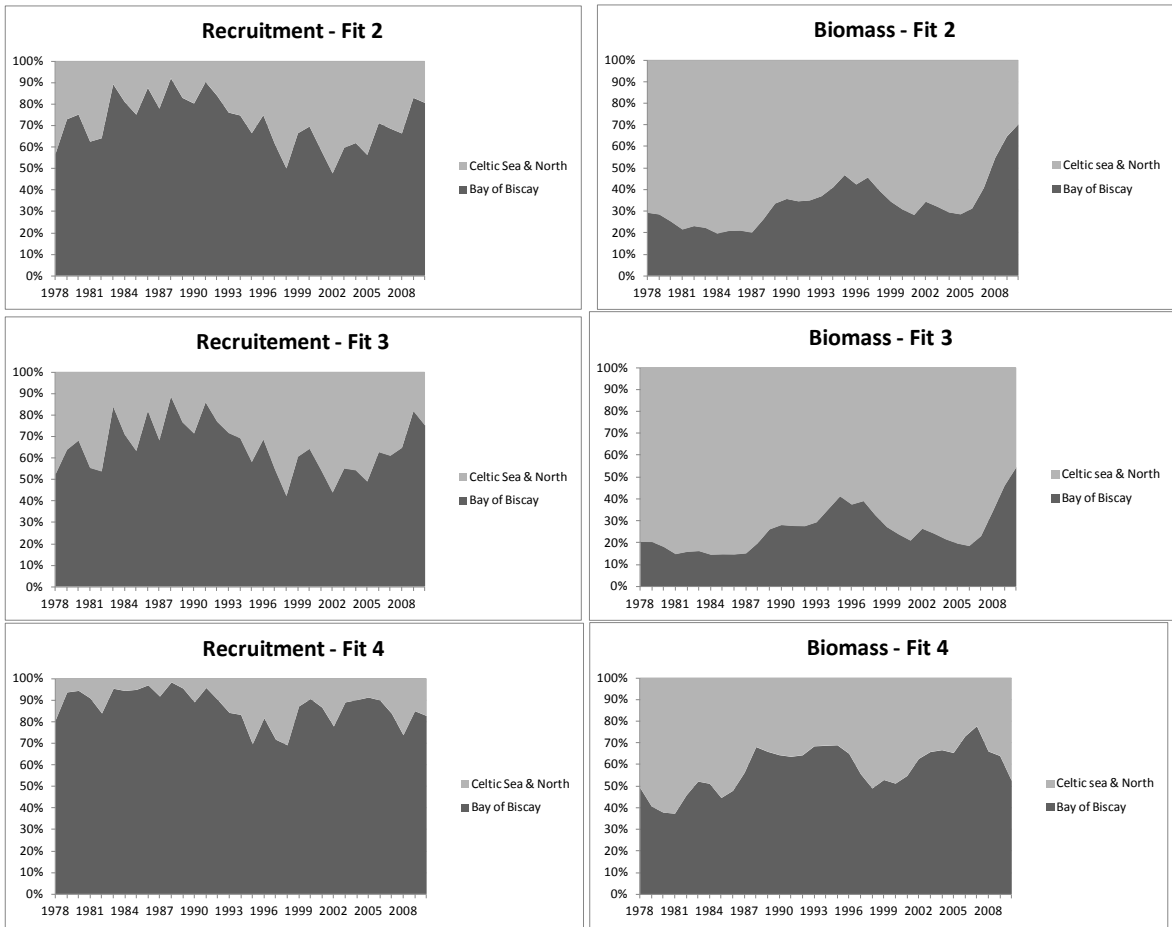 Recruitment - Fit 2
100%
90%
80%
70%
60%
50%
40%
30%
20%
10%
0%
1978 1981 1984 1987 1990 1993 1996 1999 2002 2005 2008
Celtic Sea & North
Bay of Biscay
Biomass - Fit 2
100%
90%
80%
70%
60%
50%
40%
30%
20%
10%
0%
1978 1981 1984 1987 1990 1993 1996 1999 2002 2005 2008
Celtic sea & North
Bay of Biscay
Recruitement - Fit 3
100%
90%
80%
70%
60%
50%
40%
30%
20%
10%
0%
1978 1981 1984 1987 1990 1993 1996 1999 2002 2005 2008
Celtic Sea & North
Bay of Biscay
Biomass - Fit 3
100%
90%
80%
70%
60%
50%
40%
30%
20%
10%
0%
1978 1981 1984 1987 1990 1993 1996 1999 2002 2005 2008
Celtic sea & North
Bay of Biscay
Recruitment - Fit 4
100%
90%
80%
70%
60%
50%
40%
30%
20%
10%
0%
1978 1981 1984 1987 1990 1993 1996 1999 2002 2005 2008
Celtic Sea & North
Bay of Biscay
Biomass - Fit 4
100%
90%
80%
70%
60%
50%
40%
30%
20%
10%
0%
1978 1981 1984 1987 1990 1993 1996 1999 2002 2005 2008
Celtic sea & North
Bay of Biscay